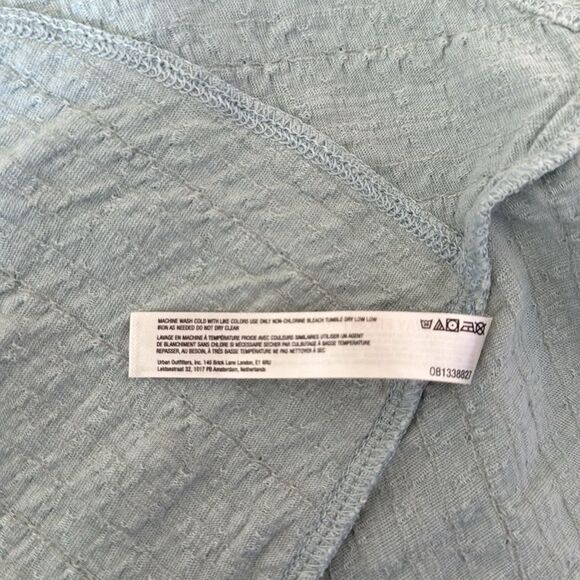 MACHINE WASH COLD WITH LIKE COLORS USE ONLY NON-CHLORINE BLEACH TUMBLE DRY LOW LOW
IRON AS NEEDED DO NOT DRY CLEAN
LAVAGE EN MACHINE À TEMPÉRATURE FROIDE AVEC COULEURS SIMILAIRES UTILISER UN AGENT
DE BLANCHIMENT SANS CHLORE SI NÉCESSAIRE SÉCHER PAR CULBUTAGE À BASSE TEMPÉRATURE
REPASSER, AU BESOIN, À TRÈS BASSE TEMPÉRATURE NE PAS NETTOYER À SEC
Urban Outfitters, Inc. 146 Brick Lane London, E1 6RU
Leidsestraat 32, 1017 PB Amsterdam, Netherlands
081338827